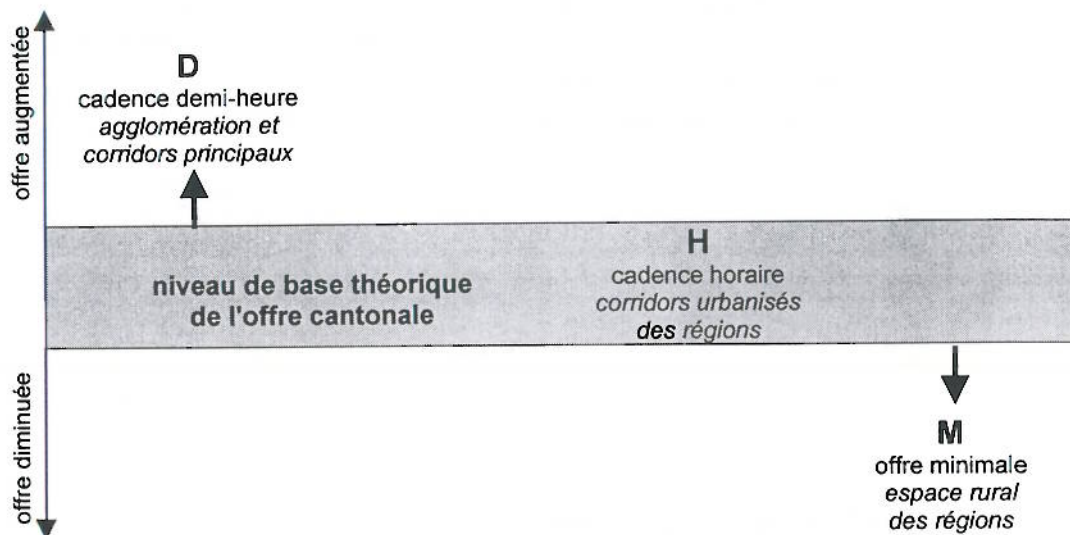 offre augmentée
D
cadence demi-heure
agglomération et
corridors principaux
niveau de base théorique
de l'offre cantonale
H
cadence horaire
corridors urbanisés
des régions
offre diminuée
M
offre minimale
espace rural
des régions